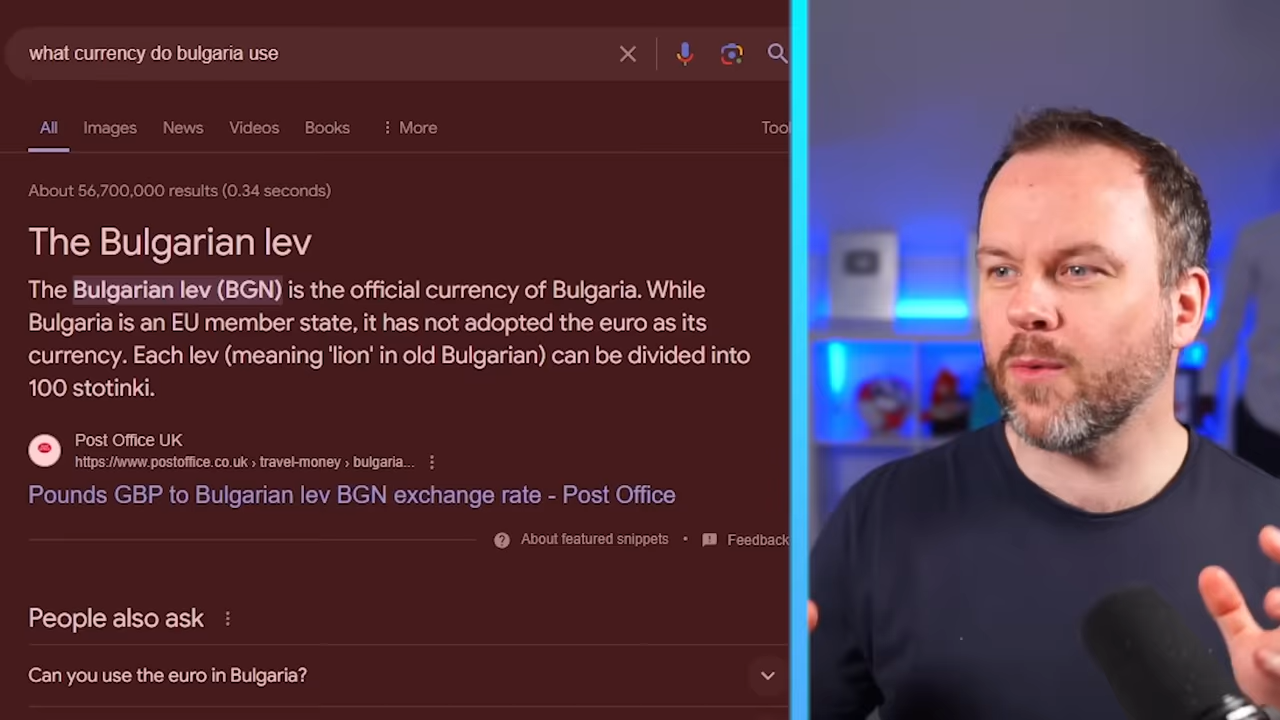 what currency do bulgaria use
All Images News Videos Books More Tool
About 56,700,000 results (0.34 seconds)
The Bulgarian lev
The Bulgarian lev (BGN) is the official currency of Bulgaria. While
Bulgaria is an EU member state, it has not adopted the euro as its
currency. Each lev (meaning 'lion' in old Bulgarian) can be divided into
100 stotinki.
Post Office UK
https://www.postoffice.co.uk › travel-money › bulgaria...
Pounds GBP to Bulgarian lev BGN exchange rate - Post Office
About featured snippets • Feedback
People also ask
Can you use the euro in Bulgaria?